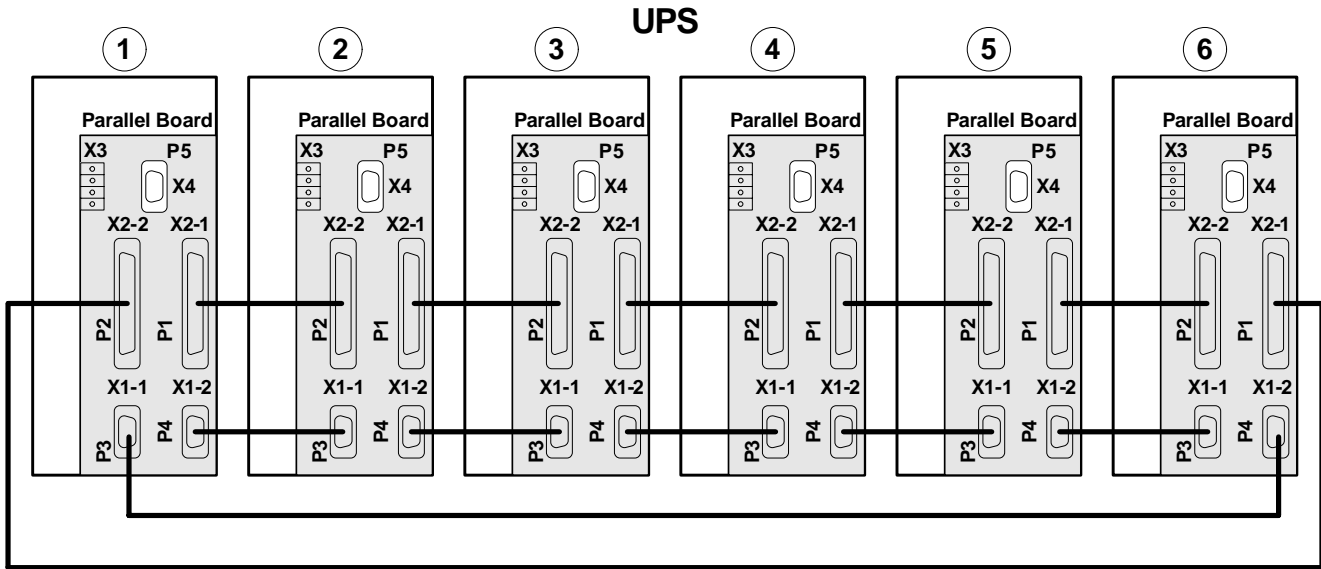 UPS
1 2 3 4 5 6
Parallel Board Parallel Board Parallel Board Parallel Board Parallel Board Parallel Board
X3 P5 X3 P5 X3 P5 X3 P5 X3 P5 X3 P5
X4 X4 X4 X4 X4 X4
X2-2 X2-1 X2-2 X2-1 X2-2 X2-1 X2-2 X2-1 X2-2 X2-1 X2-2 X2-1
P2 P1 P2 P1 P2 P1 P2 P1 P2 P1 P2 P1
X1-1 X1-2 X1-1 X1-2 X1-1 X1-2 X1-1 X1-2 X1-1 X1-2 X1-1 X1-2
P3 P4 P3 P4 P3 P4 P3 P4 P3 P4 P3 P4